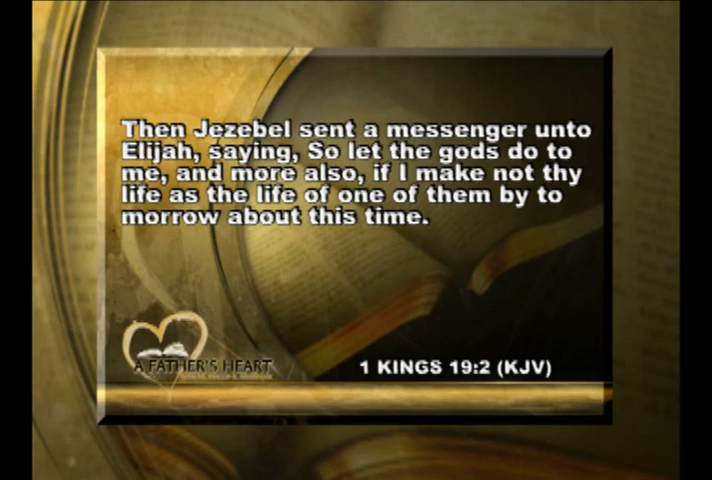 Then Jezebel sent a messenger unto
Elijah, saying, So let the gods do to
me, and more also, if I make not thy
life as the life of one of them by to
morrow about this time.
A FATHER'S HEART
1 KINGS 19:2 (KJV)